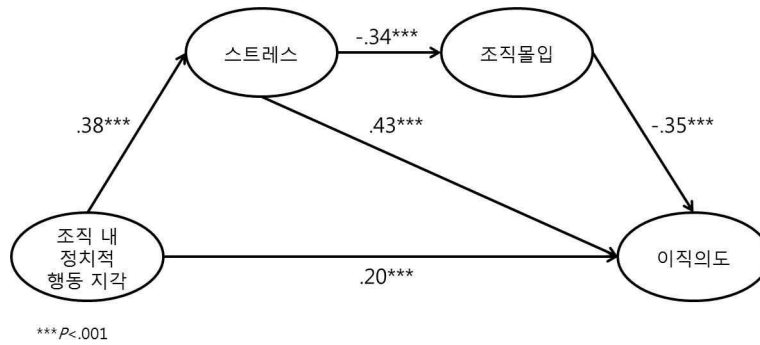 스트레스
-.34***
조직몰입
.38***
.43***
-.35***
조직 내
정치적
행동 지각
.20***
이직의도
***P<.001